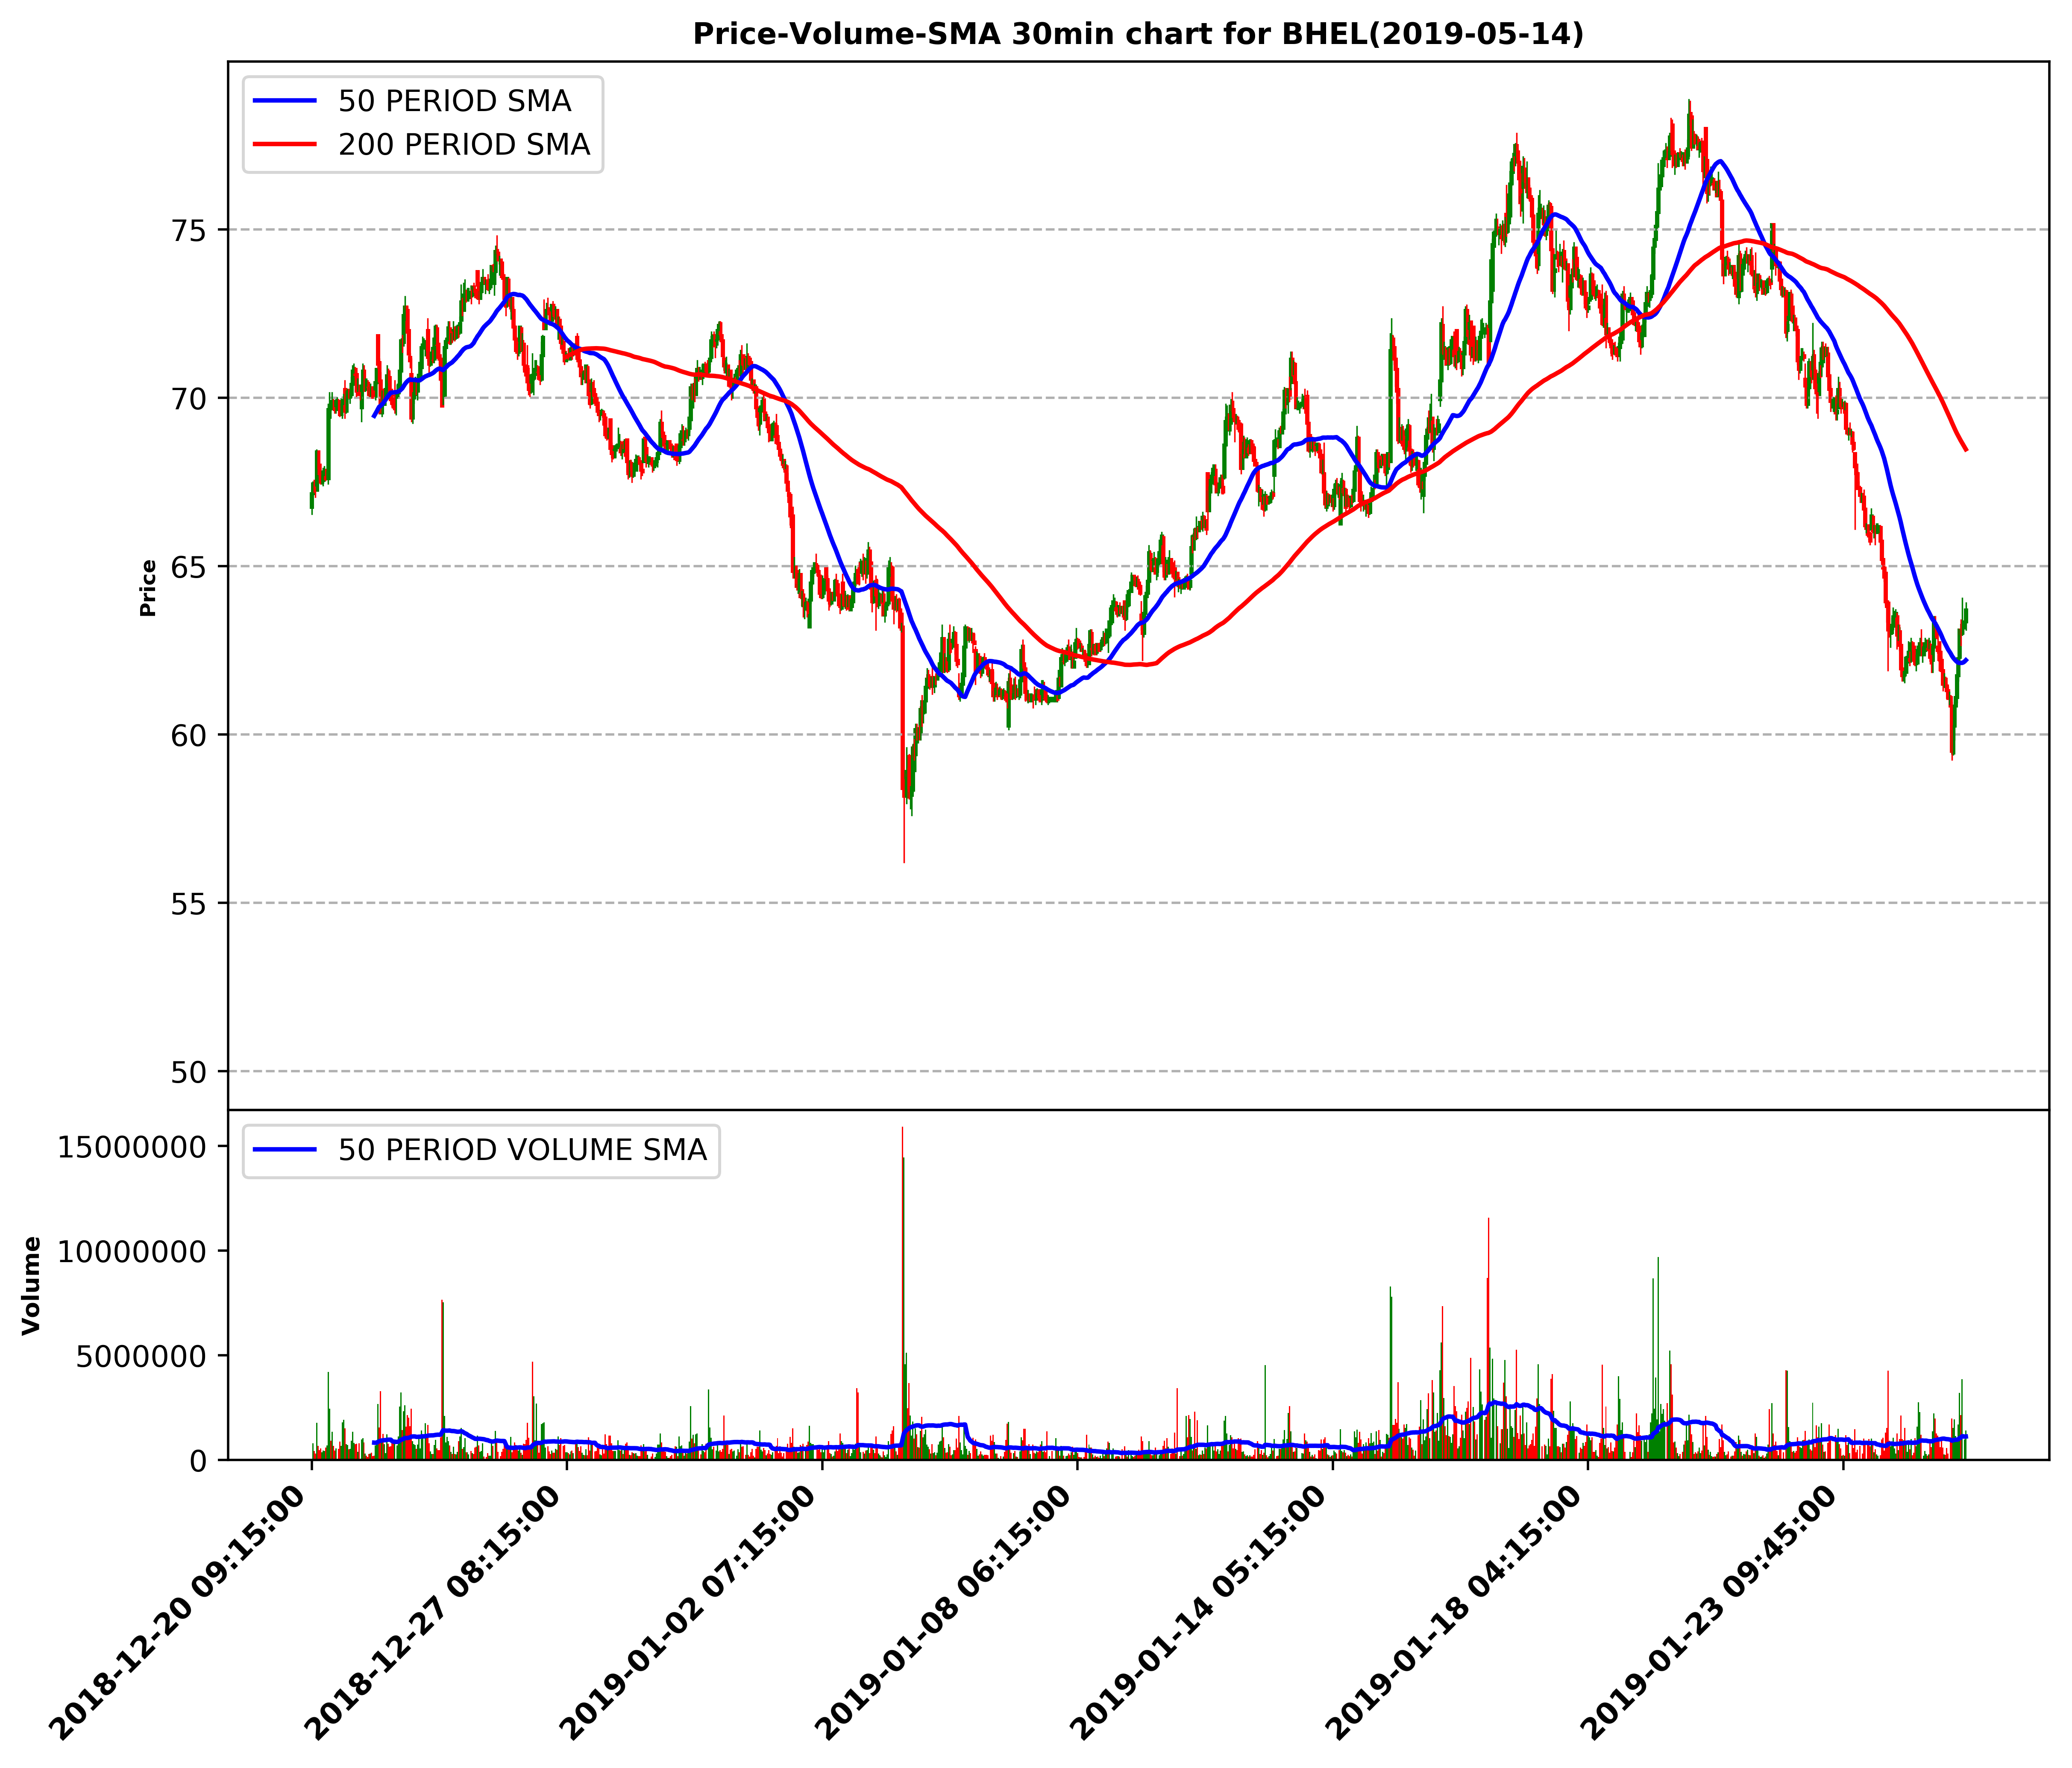 Price-Volume-SMA 30min chart for BHEL(2019-05-14)
50 PERIOD SMA
200 PERIOD SMA
75
70
65
60
55
50
Price
50 PERIOD VOLUME SMA
15000000
10000000
5000000
0
Volume
2018-12-20 09:15:00
2018-12-27 08:15:00
2019-01-02 07:15:00
2019-01-08 06:15:00
2019-01-14 05:15:00
2019-01-18 04:15:00
2019-01-23 09:45:00